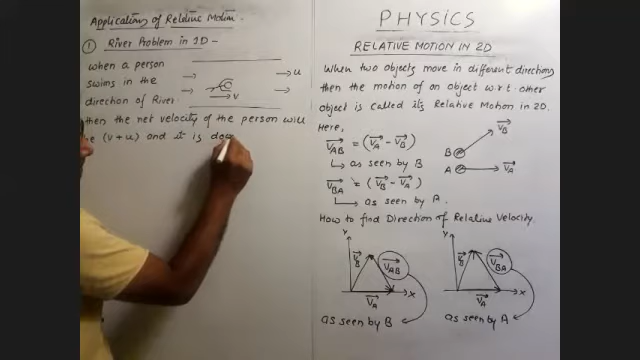 Applications of Relative Motion.
① River Problem in 1D -
when a person
swims in the
direction of River
u
v
then the net velocity of the person will
be (v + u) and it is dow
PHYSICS
RELATIVE MOTION IN 2D
When two objects move in different directions
then the motion of an object w.r.t. other
object is called its Relative Motion in 2D.
Here,
V_AB = (V_A - V_B)
as seen by B
V_BA = (V_B - V_A)
as seen by A.
B V_B
A V_A
How to find Direction of Relative Velocity.
Y V_B V_AB V_A X
as seen by B
Y V_B V_BA V_A X
as seen by A